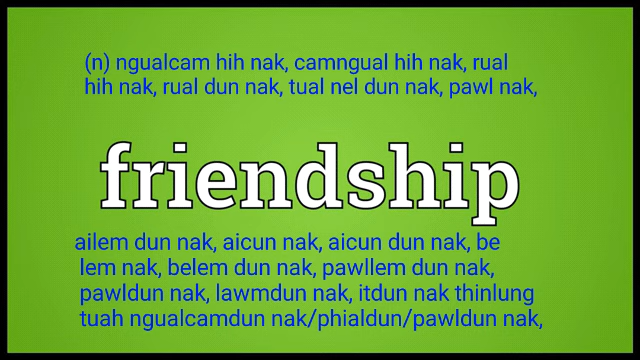 (n) ngualcam hih nak, camngual hih nak, rual
hih nak, rual dun nak, tual nel dun nak, pawl nak,
friendship
ailem dun nak, aicun nak, aicun dun nak, be
lem nak, belem dun nak, pawllem dun nak,
pawldun nak, lawmdun nak, itdun nak thinlung
tuah ngualcamdun nak/phialdun/pawldun nak,